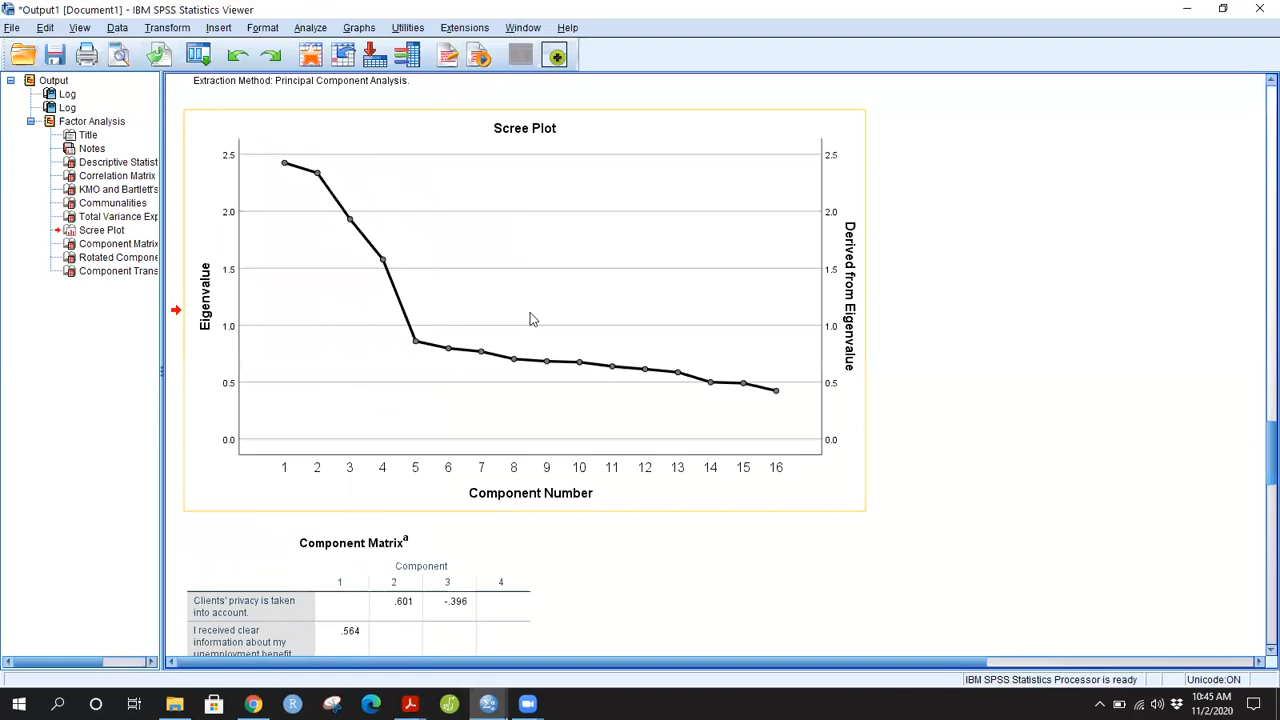 *Output1 [Document1] - IBM SPSS Statistics Viewer
File Edit View Data Transform Insert Format Analyze Graphs Utilities Extensions Window Help
Output
Log
Log
Factor Analysis
Title
Notes
Descriptive Statist
Correlation Matrix
KMO and Bartlett's
Communalities
Total Variance Exp
Scree Plot
Component Matrix
Rotated Compone
Component Trans
Extraction Method: Principal Component Analysis.
Scree Plot
2.5
2.0
1.5
1.0
0.5
0.0
Eigenvalue
2.5
2.0
1.5
1.0
0.5
0.0
Derived from Eigenvalue
1 2 3 4 5 6 7 8 9 10 11 12 13 14 15 16
Component Number
Component Matrixa
Component
1 2 3 4
Clients' privacy is taken
into account.
.601 -.396
I received clear
information about my
unemployment benefit
.564
IBM SPSS Statistics Processor is ready
Unicode:ON
10:45 AM
11/2/2020